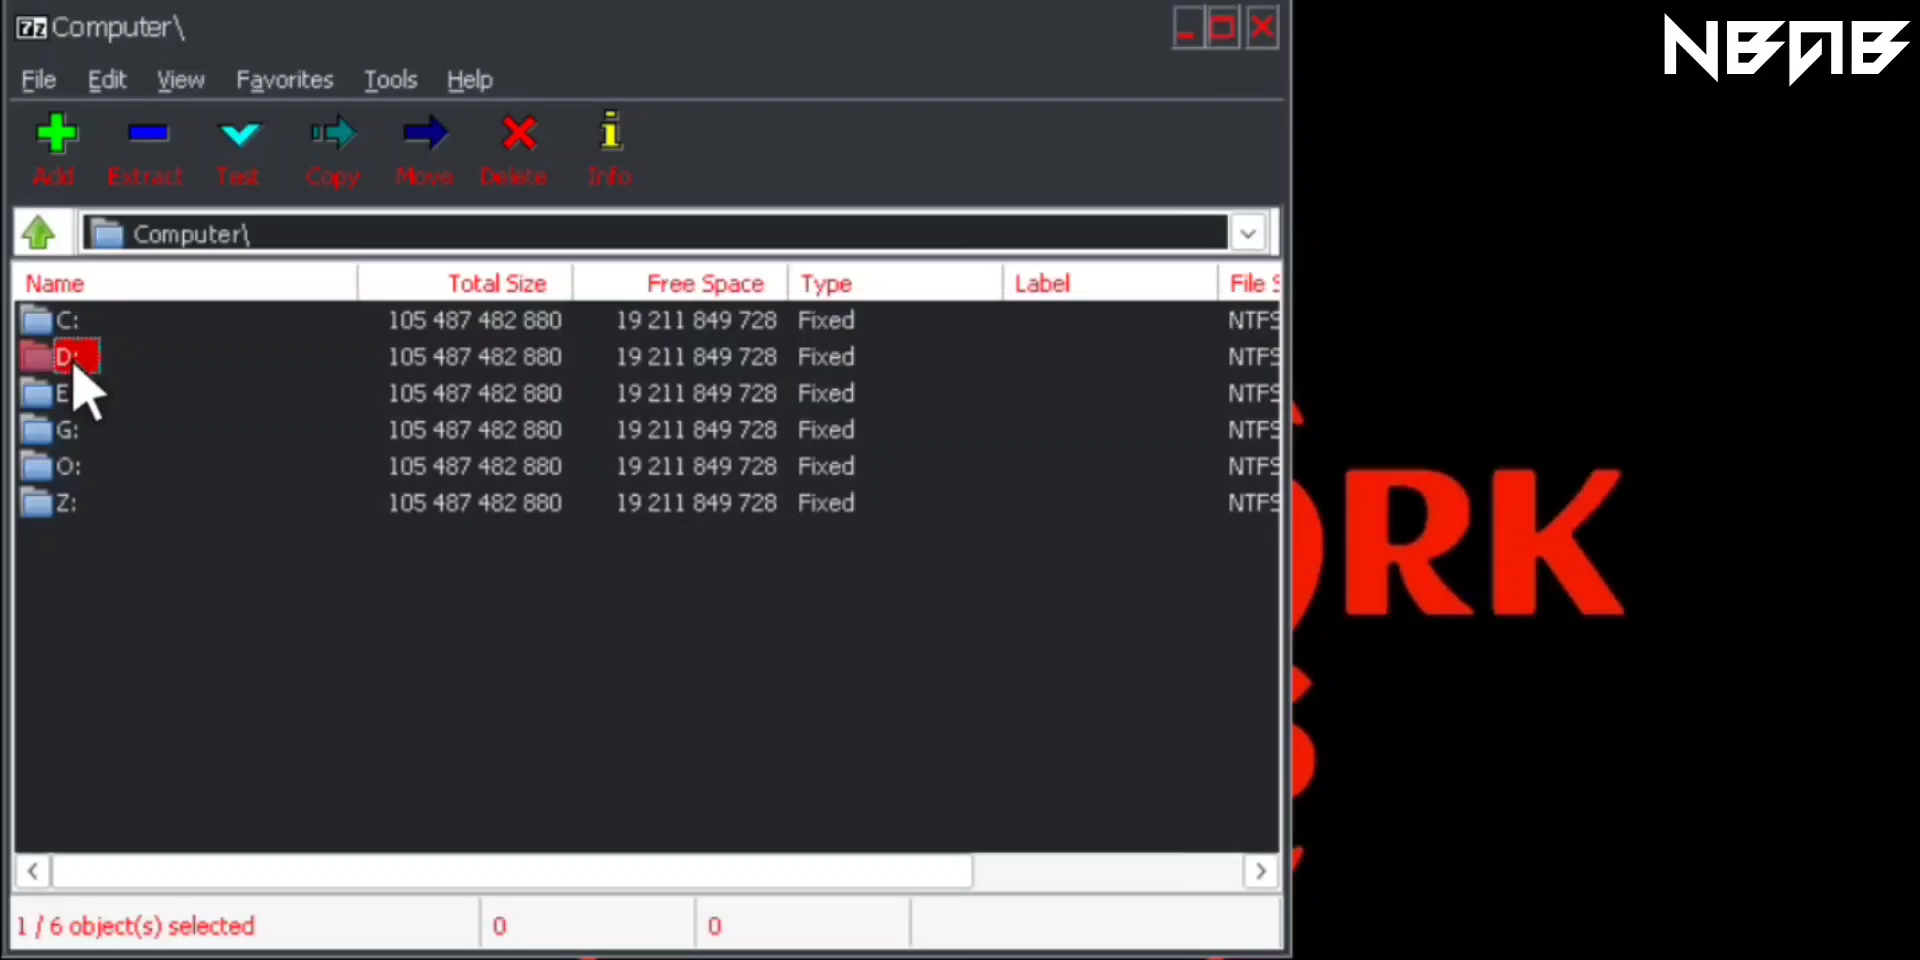 7z Computer\
NBAB
File Edit View Favorites Tools Help
Add Extract Test Copy Move Delete Info
Computer\
Name Total Size Free Space Type Label File
C: 105 487 482 880 19 211 849 728 Fixed NTFS
D: 105 487 482 880 19 211 849 728 Fixed NTFS
E 105 487 482 880 19 211 849 728 Fixed NTFS
G: 105 487 482 880 19 211 849 728 Fixed NTFS
O: 105 487 482 880 19 211 849 728 Fixed NTFS
Z: 105 487 482 880 19 211 849 728 Fixed NTFS
ORK
1 / 6 object(s) selected 0 0